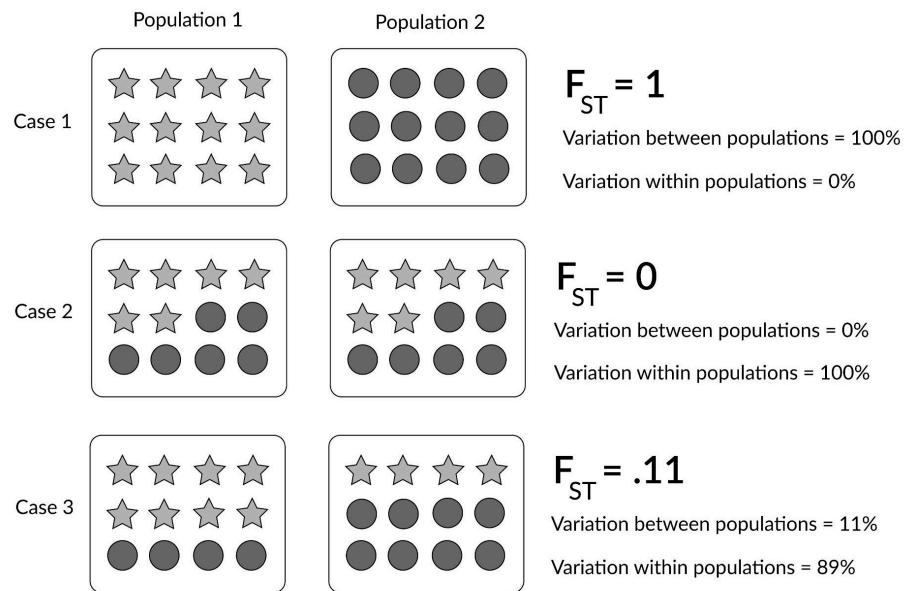 Population 1
Population 2
Case 1
FST = 1
Variation between populations = 100%
Variation within populations = 0%
Case 2
FST = 0
Variation between populations = 0%
Variation within populations = 100%
Case 3
FST = .11
Variation between populations = 11%
Variation within populations = 89%